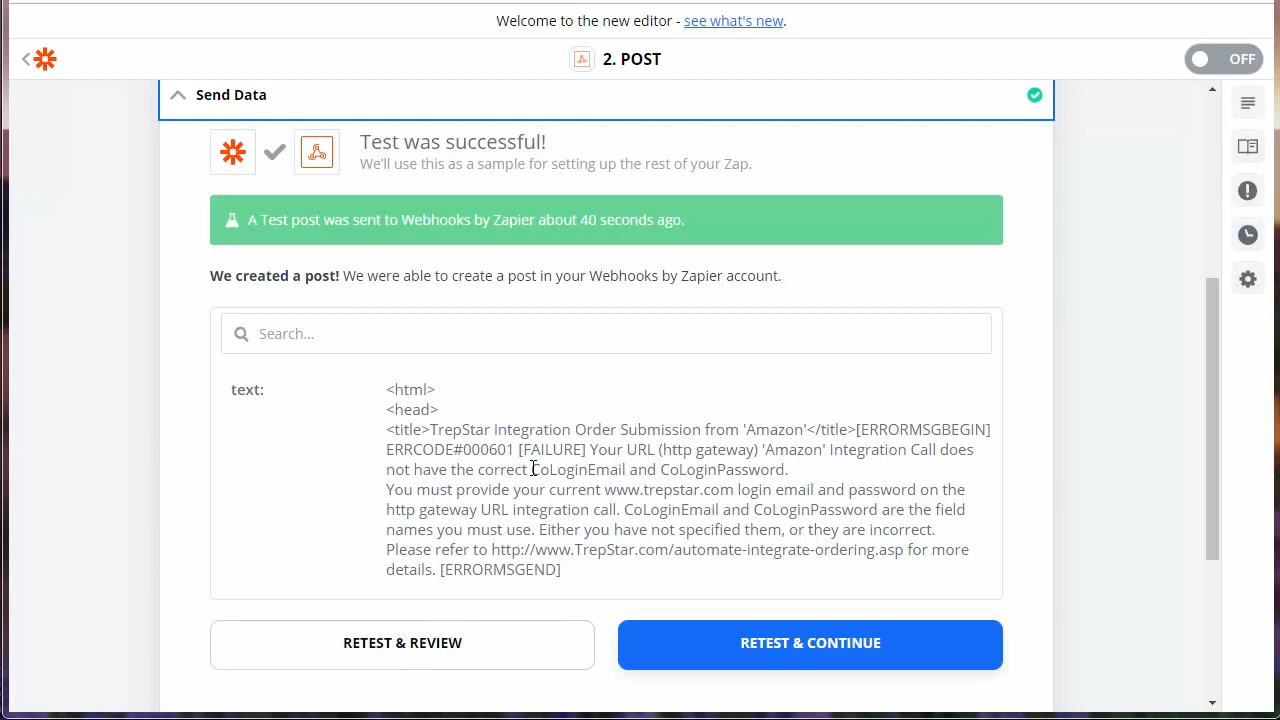 Welcome to the new editor - see what's new.
2. POST
OFF
Send Data
Test was successful!
We'll use this as a sample for setting up the rest of your Zap.
A Test post was sent to Webhooks by Zapier about 40 seconds ago.
We created a post! We were able to create a post in your Webhooks by Zapier account.
Search...
text:
<html>
<head>
<title>TrepStar Integration Order Submission from 'Amazon'</title>[ERRORMSGBEGIN]
ERRCODE#000601 [FAILURE] Your URL (http gateway) 'Amazon' Integration Call does
not have the correct CoLoginEmail and CoLoginPassword.
You must provide your current www.trepstar.com login email and password on the
http gateway URL integration call. CoLoginEmail and CoLoginPassword are the field
names you must use. Either you have not specified them, or they are incorrect.
Please refer to http://www.TrepStar.com/automate-integrate-ordering.asp for more
details. [ERRORMSGEND]
RETEST & REVIEW
RETEST & CONTINUE